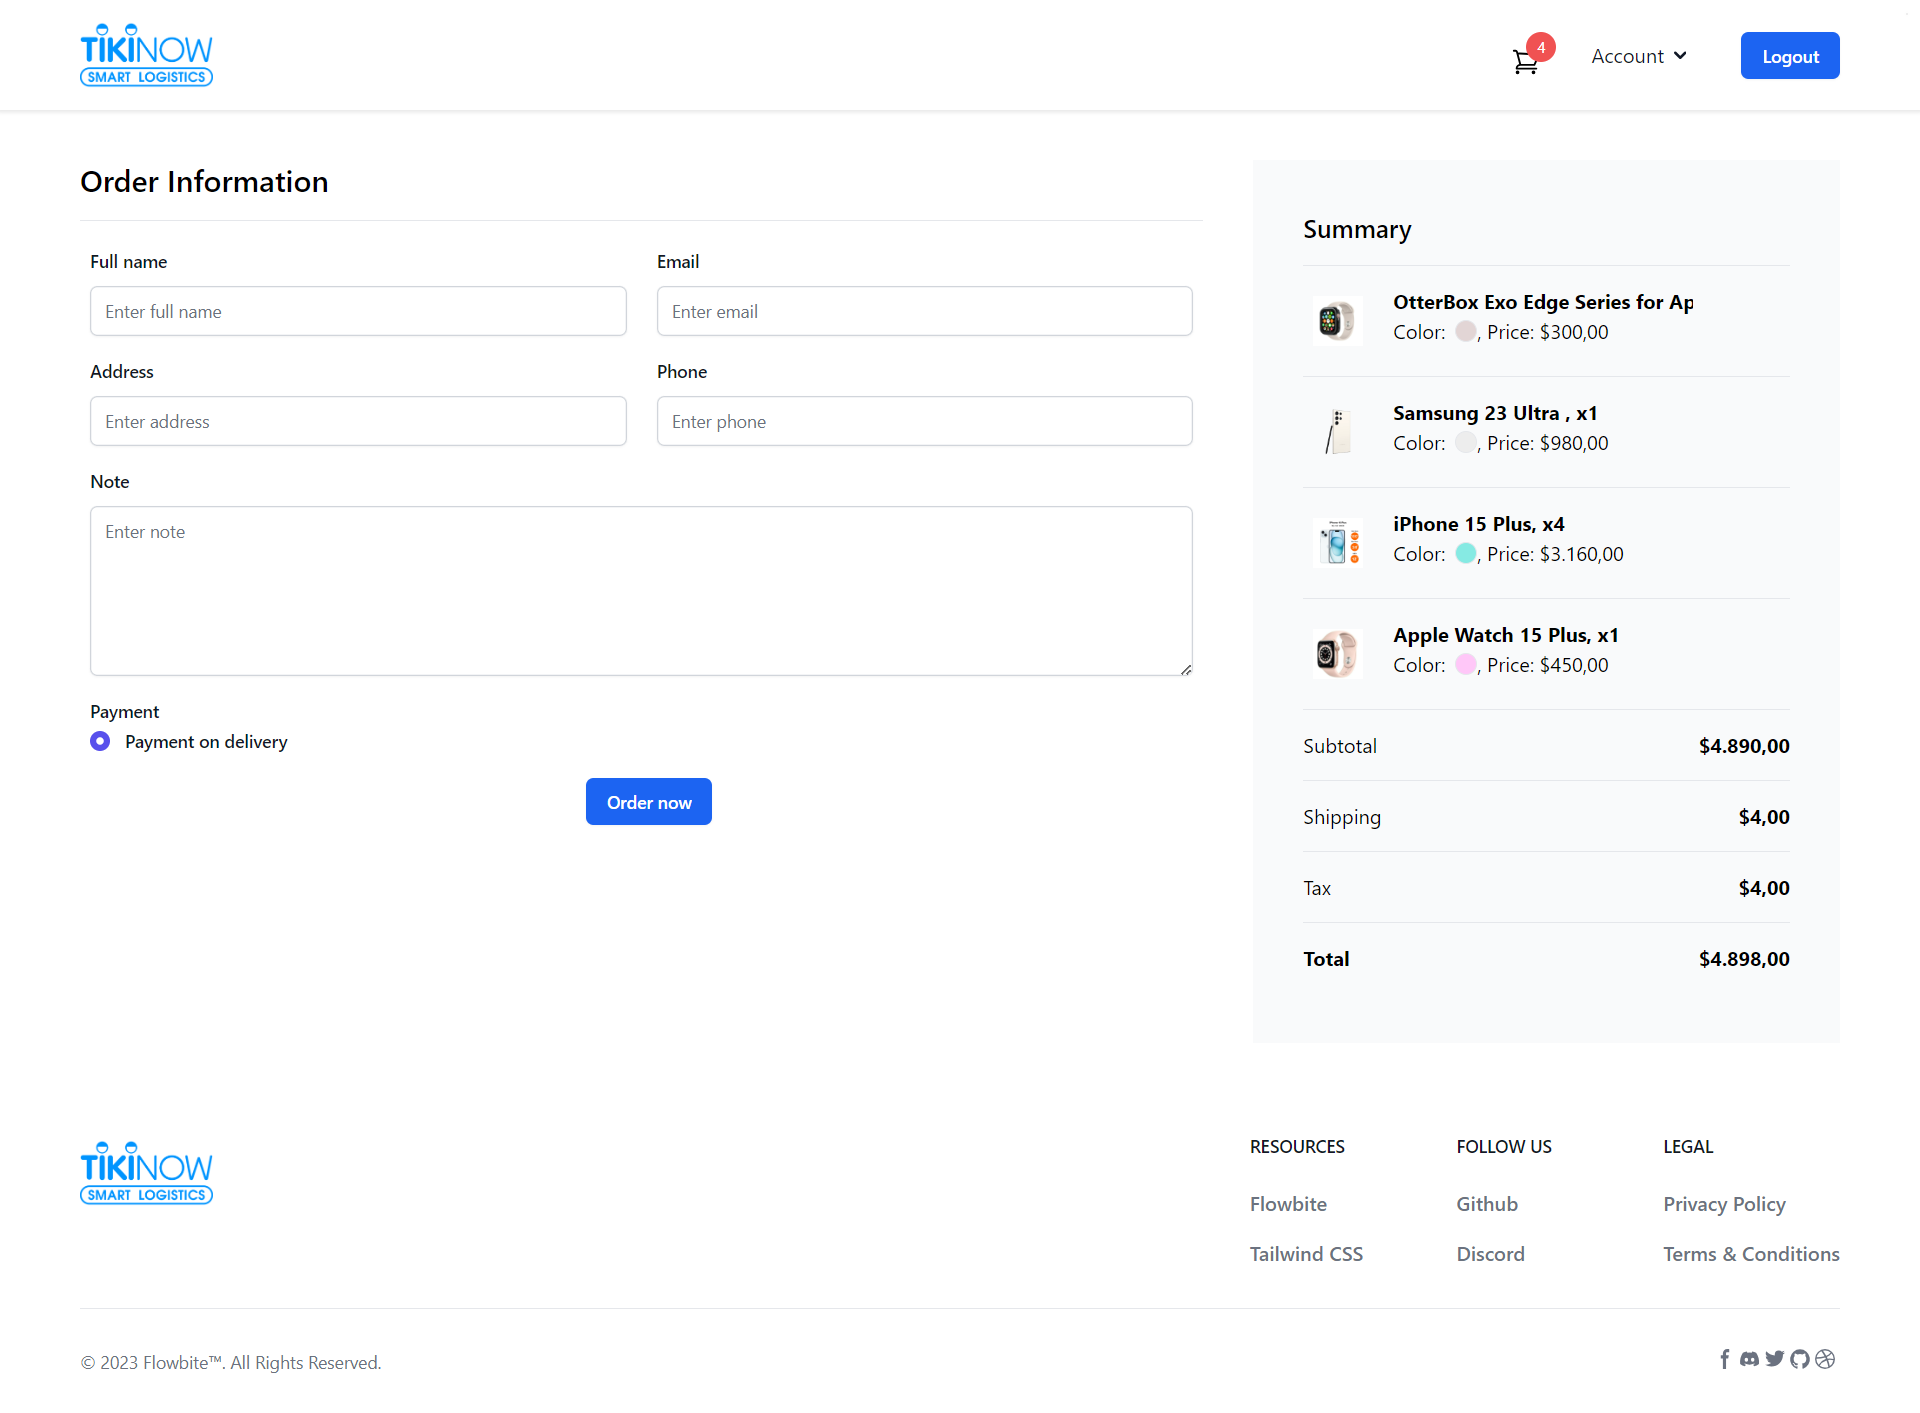 TIKINOW
SMART LOGISTICS
4
Account
Logout
Order Information
Full name
Email
Enter full name
Enter email
Address
Phone
Enter address
Enter phone
Note
Enter note
Payment
Payment on delivery
Order now
Summary
OtterBox Exo Edge Series for Ap
Color: , Price: $300,00
Samsung 23 Ultra , x1
Color: , Price: $980,00
iPhone 15 Plus, x4
Color: , Price: $3.160,00
Apple Watch 15 Plus, x1
Color: , Price: $450,00
Subtotal
$4.890,00
Shipping
$4,00
Tax
$4,00
Total
$4.898,00
TIKINOW
SMART LOGISTICS
RESOURCES
Flowbite
Tailwind CSS
FOLLOW US
Github
Discord
LEGAL
Privacy Policy
Terms & Conditions
© 2023 Flowbite™. All Rights Reserved.